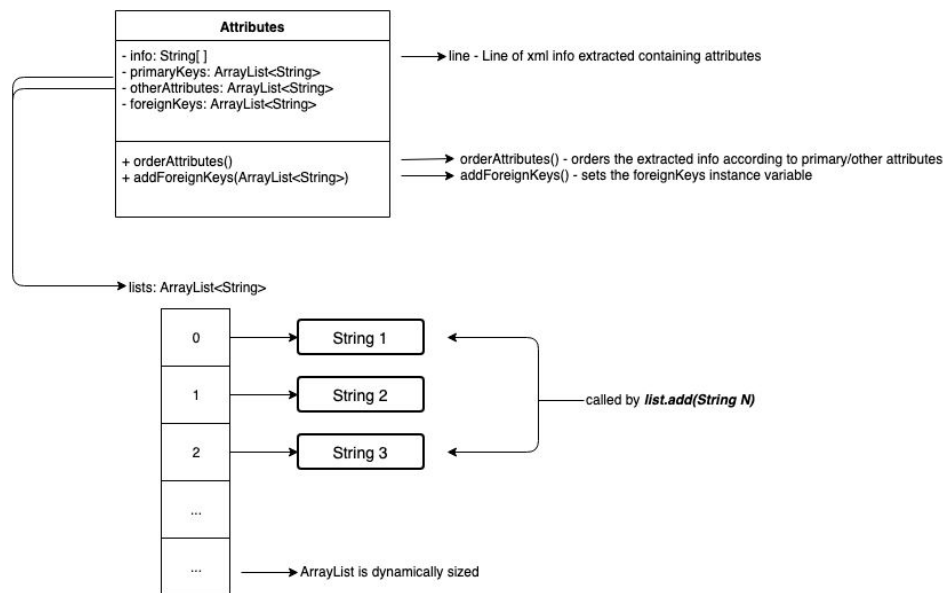 Attributes
- info: String[ ]
- primaryKeys: ArrayList<String>
- otherAttributes: ArrayList<String>
- foreignKeys: ArrayList<String>
line - Line of xml info extracted containing attributes
+ orderAttributes()
+ addForeignKeys(ArrayList<String>)
orderAttributes() - orders the extracted info according to primary/other attributes
addForeignKeys() - sets the foreignKeys instance variable
lists: ArrayList<String>
0
String 1
1
String 2
called by list.add(String N)
2
String 3
...
...
ArrayList is dynamically sized